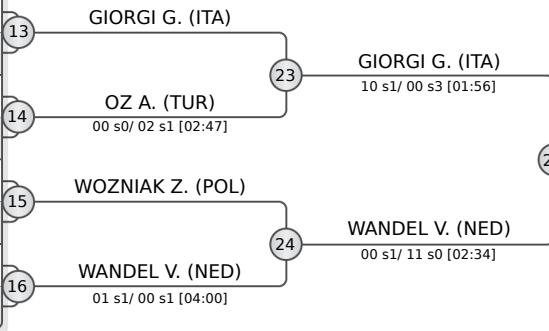 GIORGI G. (ITA)
13
23
GIORGI G. (ITA)
10 s1/ 00 s3 [01:56]
OZ A. (TUR)
14
00 s0/ 02 s1 [02:47]
WOZNIAK Z. (POL)
15
24
WANDEL V. (NED)
00 s1/ 11 s0 [02:34]
WANDEL V. (NED)
16
01 s1/ 00 s1 [04:00]